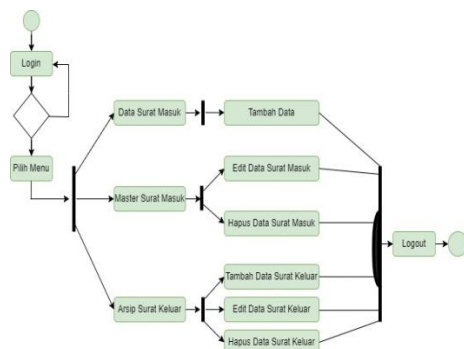 Login
Pilih Menu
Data Surat Masuk
Tambah Data
Master Surat Masuk
Edit Data Surat Masuk
Hapus Data Surat Masuk
Arsip Surat Keluar
Tambah Data Surat Keluar
Edit Data Surat Keluar
Hapus Data Surat Keluar
Logout